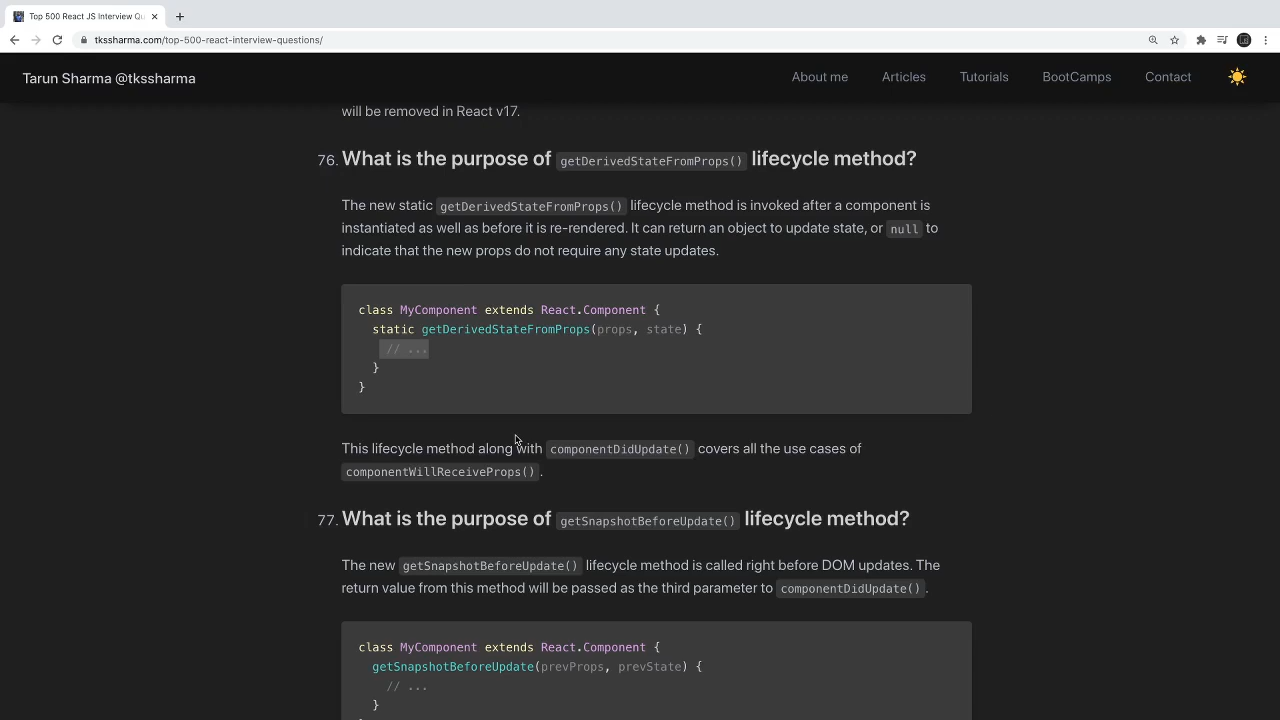 Top 500 React JS Interview Qu
tkssharma.com/top-500-react-interview-questions/
Tarun Sharma @tkssharma
About me
Articles
Tutorials
BootCamps
Contact
will be removed in React v17.
76. What is the purpose of getDerivedStateFromProps() lifecycle method?
The new static getDerivedStateFromProps() lifecycle method is invoked after a component is
instantiated as well as before it is re-rendered. It can return an object to update state, or null to
indicate that the new props do not require any state updates.
class MyComponent extends React.Component {
static getDerivedStateFromProps(props, state) {
// ...
}
}
This lifecycle method along with componentDidUpdate() covers all the use cases of
componentWillReceiveProps().
77. What is the purpose of getSnapshotBeforeUpdate() lifecycle method?
The new getSnapshotBeforeUpdate() lifecycle method is called right before DOM updates. The
return value from this method will be passed as the third parameter to componentDidUpdate().
class MyComponent extends React.Component {
getSnapshotBeforeUpdate(prevProps, prevState) {
// ...
}